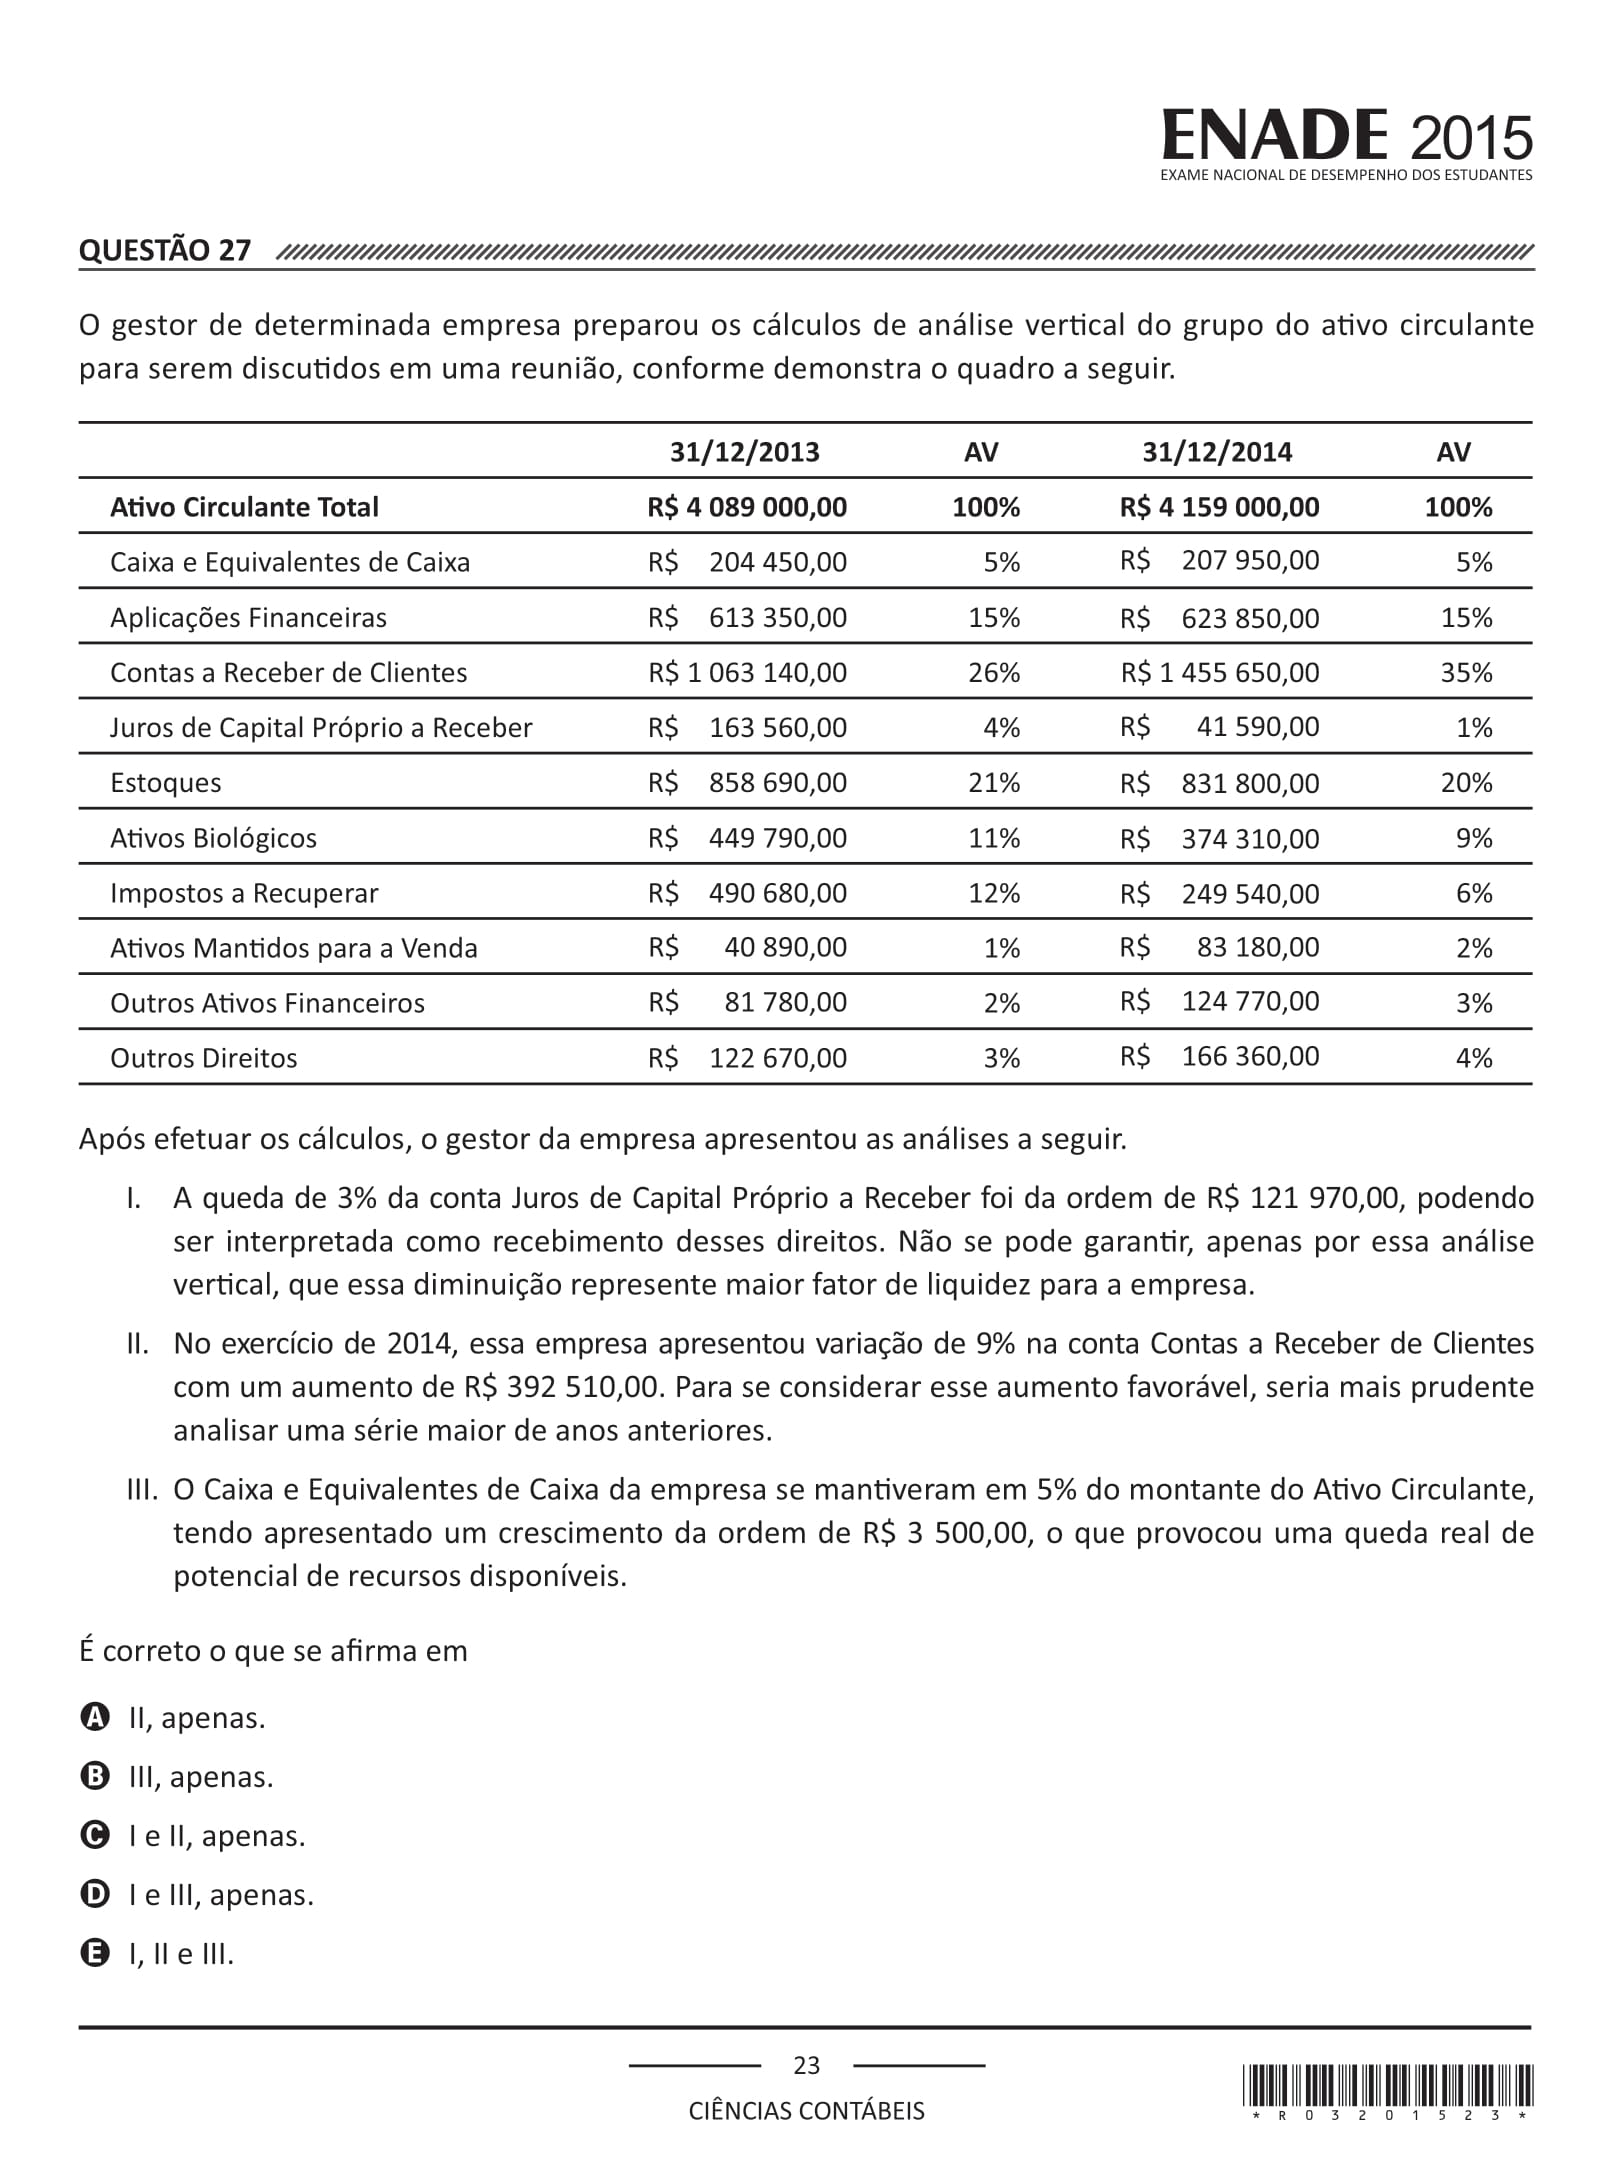 ENADE 2015
EXAME NACIONAL DE DESEMPENHO DOS ESTUDANTES
QUESTÃO 27
O gestor de determinada empresa preparou os cálculos de análise vertical do grupo do ativo circulante
para serem discutidos em uma reunião, conforme demonstra o quadro a seguir.
31/12/2013 AV 31/12/2014 AV
Ativo Circulante Total R$ 4 089 000,00 100% R$ 4 159 000,00 100%
Caixa e Equivalentes de Caixa R$ 204 450,00 5% R$ 207 950,00 5%
Aplicações Financeiras R$ 613 350,00 15% R$ 623 850,00 15%
Contas a Receber de Clientes R$ 1 063 140,00 26% R$ 1 455 650,00 35%
Juros de Capital Próprio a Receber R$ 163 560,00 4% R$ 41 590,00 1%
Estoques R$ 858 690,00 21% R$ 831 800,00 20%
Ativos Biológicos R$ 449 790,00 11% R$ 374 310,00 9%
Impostos a Recuperar R$ 490 680,00 12% R$ 249 540,00 6%
Ativos Mantidos para a Venda R$ 40 890,00 1% R$ 83 180,00 2%
Outros Ativos Financeiros R$ 81 780,00 2% R$ 124 770,00 3%
Outros Direitos R$ 122 670,00 3% R$ 166 360,00 4%
Após efetuar os cálculos, o gestor da empresa apresentou as análises a seguir.
I. A queda de 3% da conta Juros de Capital Próprio a Receber foi da ordem de R$ 121 970,00, podendo
ser interpretada como recebimento desses direitos. Não se pode garantir, apenas por essa análise
vertical, que essa diminuição represente maior fator de liquidez para a empresa.
II. No exercício de 2014, essa empresa apresentou variação de 9% na conta Contas a Receber de Clientes
com um aumento de R$ 392 510,00. Para se considerar esse aumento favorável, seria mais prudente
analisar uma série maior de anos anteriores.
III. O Caixa e Equivalentes de Caixa da empresa se mantiveram em 5% do montante do Ativo Circulante,
tendo apresentado um crescimento da ordem de R$ 3 500,00, o que provocou uma queda real de
potencial de recursos disponíveis.
É correto o que se afirma em
A II, apenas.
B III, apenas.
C I e II, apenas.
D I e III, apenas.
E I, II e III.
23
CIÊNCIAS CONTÁBEIS
* R 0 3 2 0 1 5 2 3 *